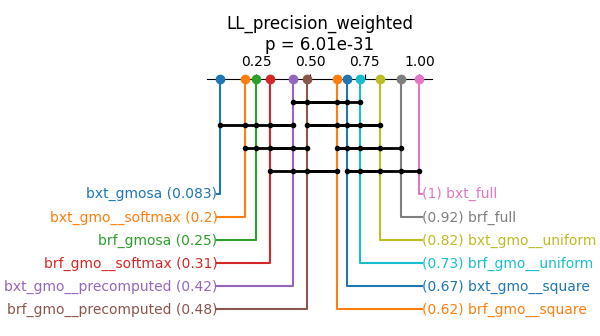 LL_precision_weighted
p = 6.01e-31
0.25 0.50 0.75 1.00
bxt_gmosa (0.083) (1) bxt_full
bxt_gmo__softmax (0.2) (0.92) brf_full
brf_gmosa (0.25) (0.82) bxt_gmo__uniform
brf_gmo__softmax (0.31) (0.73) brf_gmo__uniform
bxt_gmo__precomputed (0.42) (0.67) bxt_gmo__square
brf_gmo__precomputed (0.48) (0.62) brf_gmo__square